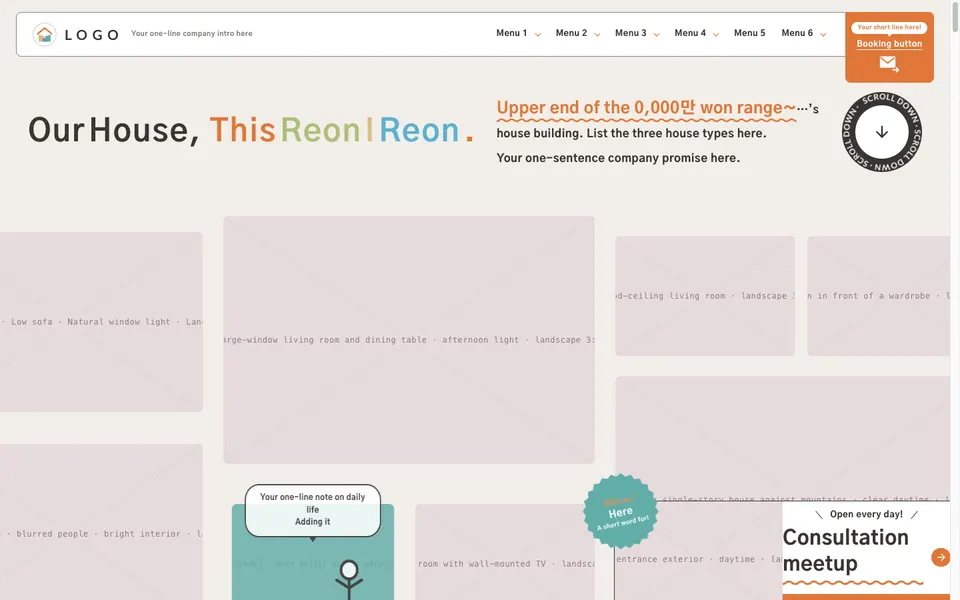 LOGO
Your one-line company intro here
Menu 1
Menu 2
Menu 3
Menu 4
Menu 5
Menu 6
Your short line here!
Booking button
Our House, This Reon I Reon.
Upper end of the 0,000만 won range~…'s
house building. List the three house types here.
Your one-sentence company promise here.
SCROLL DOWN · SCROLL DOWN · SCROLL DOWN ·
· Low sofa · Natural window light · Lan
arge-window living room and dining table · afternoon light · landscape 3:
od-ceiling living room · landscape 3
n in front of a wardrobe · l
· blurred people · bright interior · l
Your one-line note on daily
life
Adding it
room with wall-mounted TV · landsca
Here
A short word for!
single-story house against mountains · clear daytime · l
entrance exterior · daytime · la
\ Open every day! /
Consultation
meetup